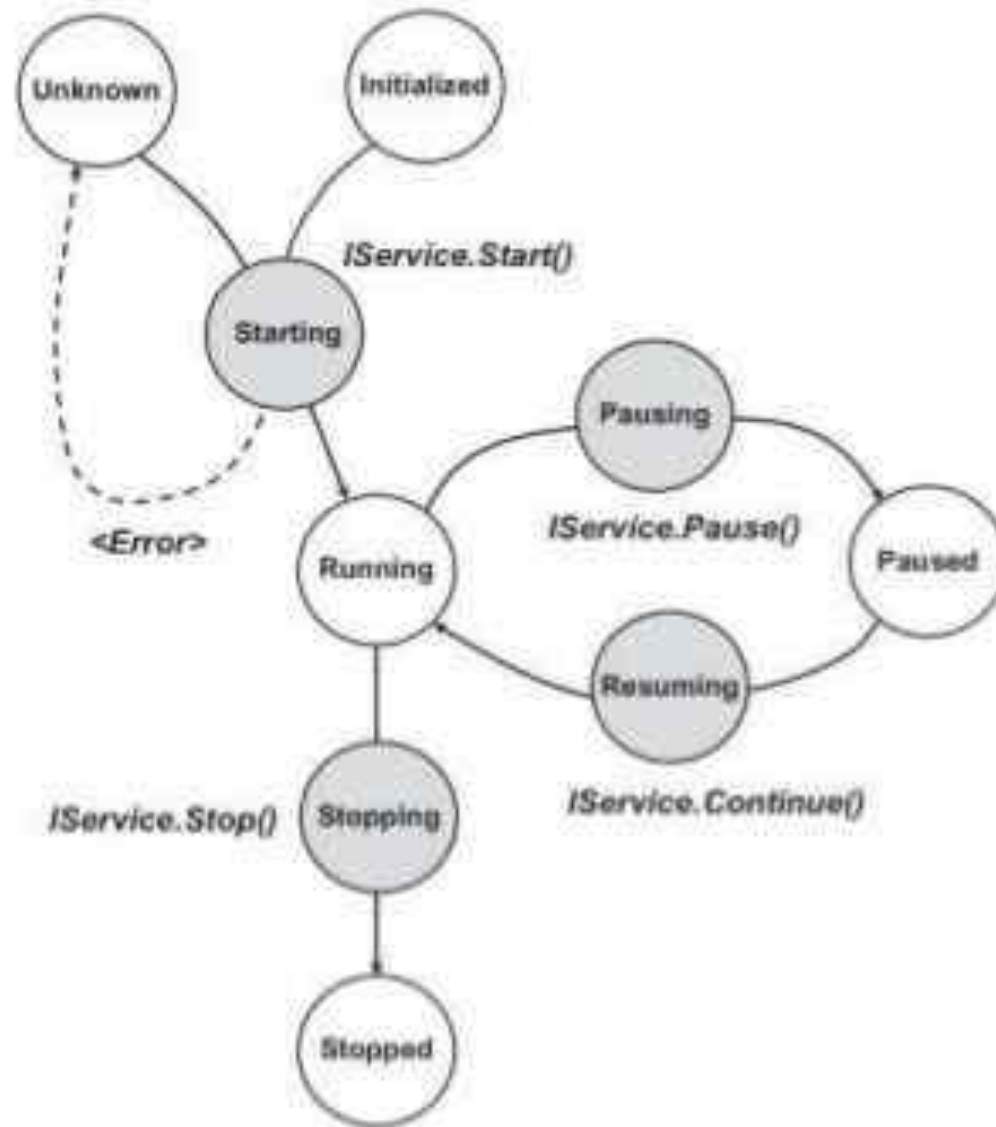 Unknown
Initialized
IService.Start()
Starting
Pausing
IService.Pause()
<Error>
Running
Paused
Resuming
IService.Continue()
IService.Stop()
Stopping
Stopped